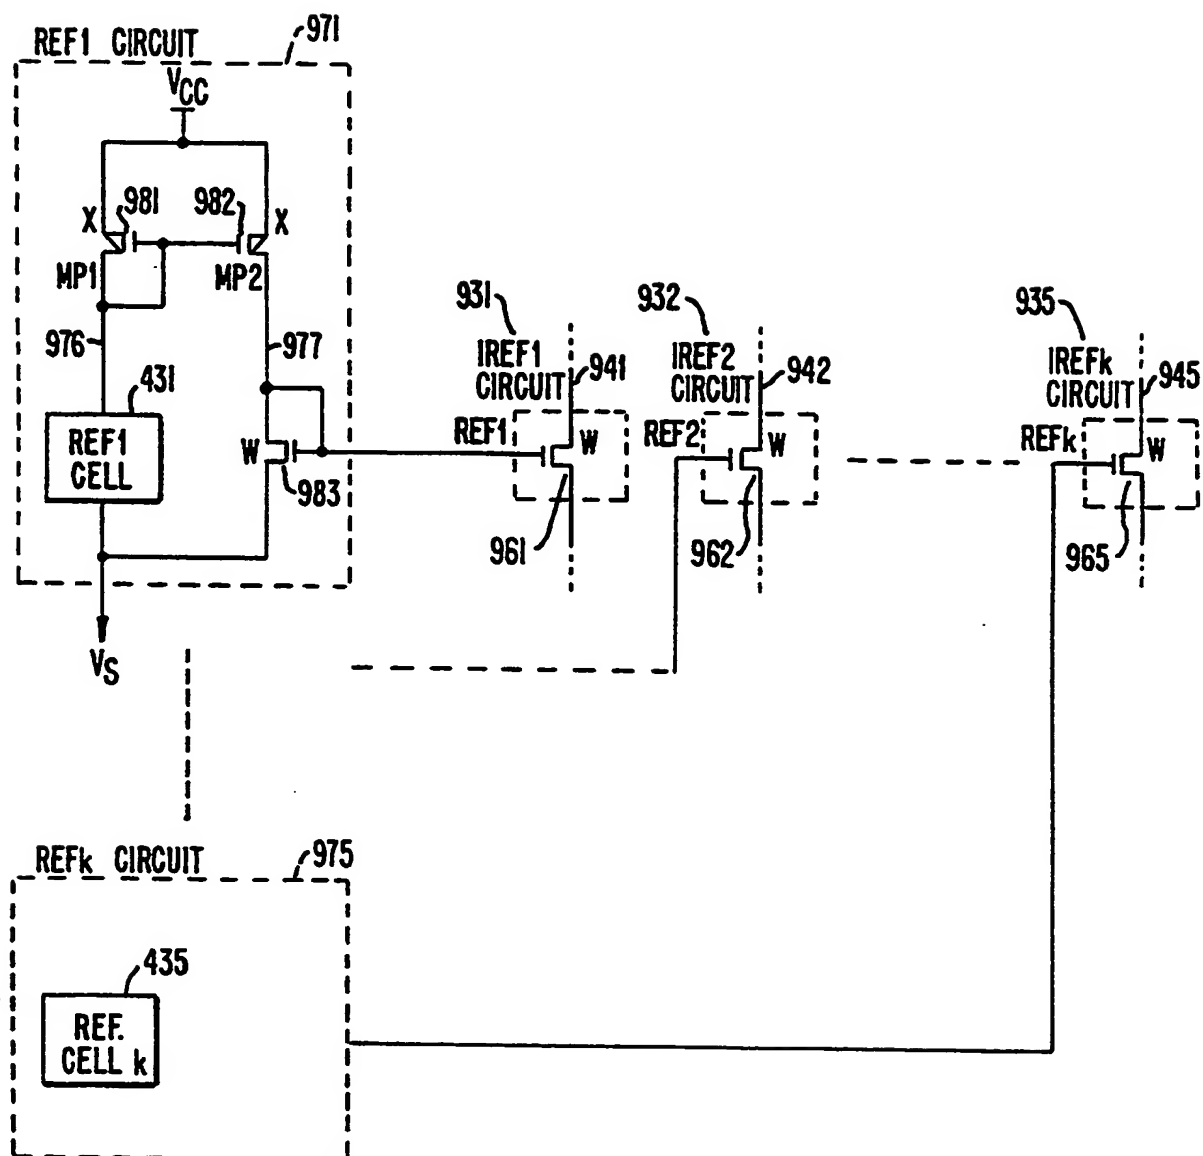 REF1 CIRCUIT
971
VCC
981
982
X
X
MP1
MP2
976
977
431
REF1
CELL
W
983
VS
931
IREF1
CIRCUIT
941
REF1
W
961
932
IREF2
CIRCUIT
942
REF2
W
962
935
IREFk
CIRCUIT
945
REFk
W
965
REFk CIRCUIT
975
435
REF.
CELL k